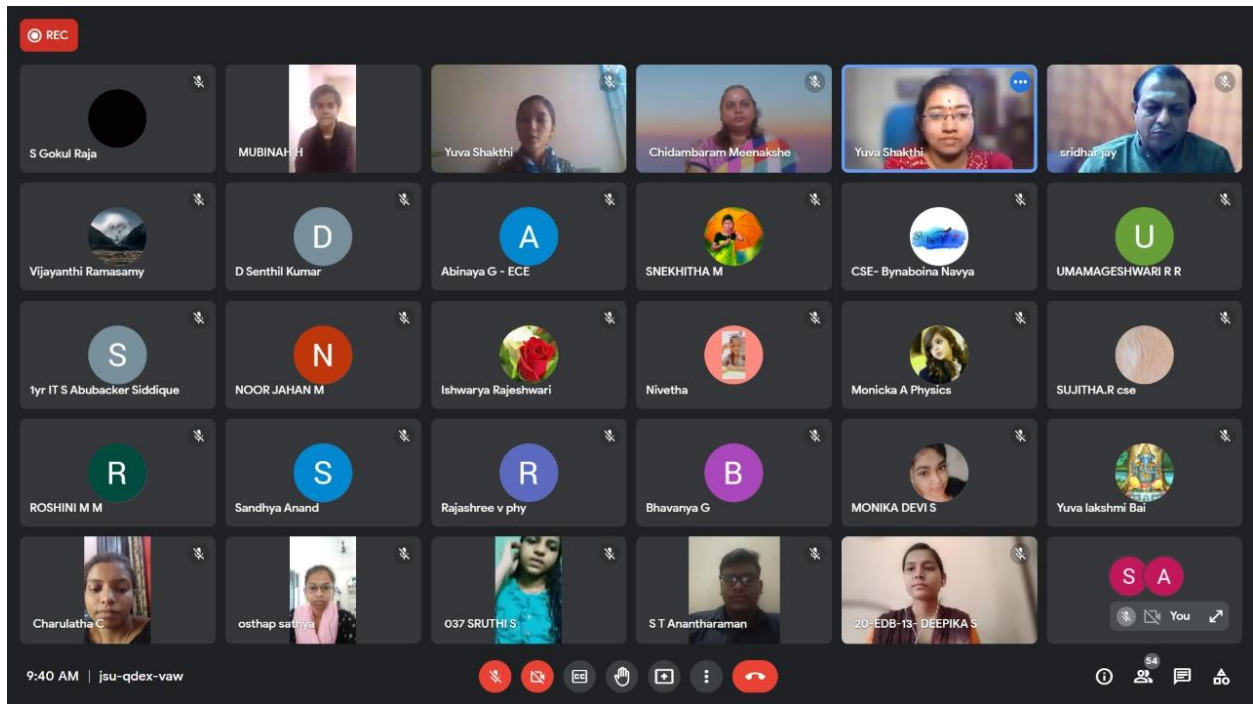 REC
S Gokul Raja
MUBINAH H
Yuva Shakthi
Chidambaram Meenakshe
Yuva Shakthi
sridhar jay
Vijayanthi Ramasamy
D
D Senthil Kumar
A
Abinaya G - ECE
SNEKHITHA M
CSE- Bynaboina Navya
U
UMAMAGESHWARI R R
S
1yr IT S Abubacker Siddique
N
NOOR JAHAN M
Ishwarya Rajeshwari
Nivetha
Monicka A Physics
SUJITHA.R cse
R
ROSHINI M M
S
Sandhya Anand
R
Rajashree v phy
B
Bhavanya G
MONIKA DEVI S
Yuva lakshmi Bai
Charulatha C
osthap sathya
037 SRUTHI S
S T Anantharaman
20-EDB-13- DEEPIKA S
S A
You
9:40 AM | jsu-qdex-vaw
54